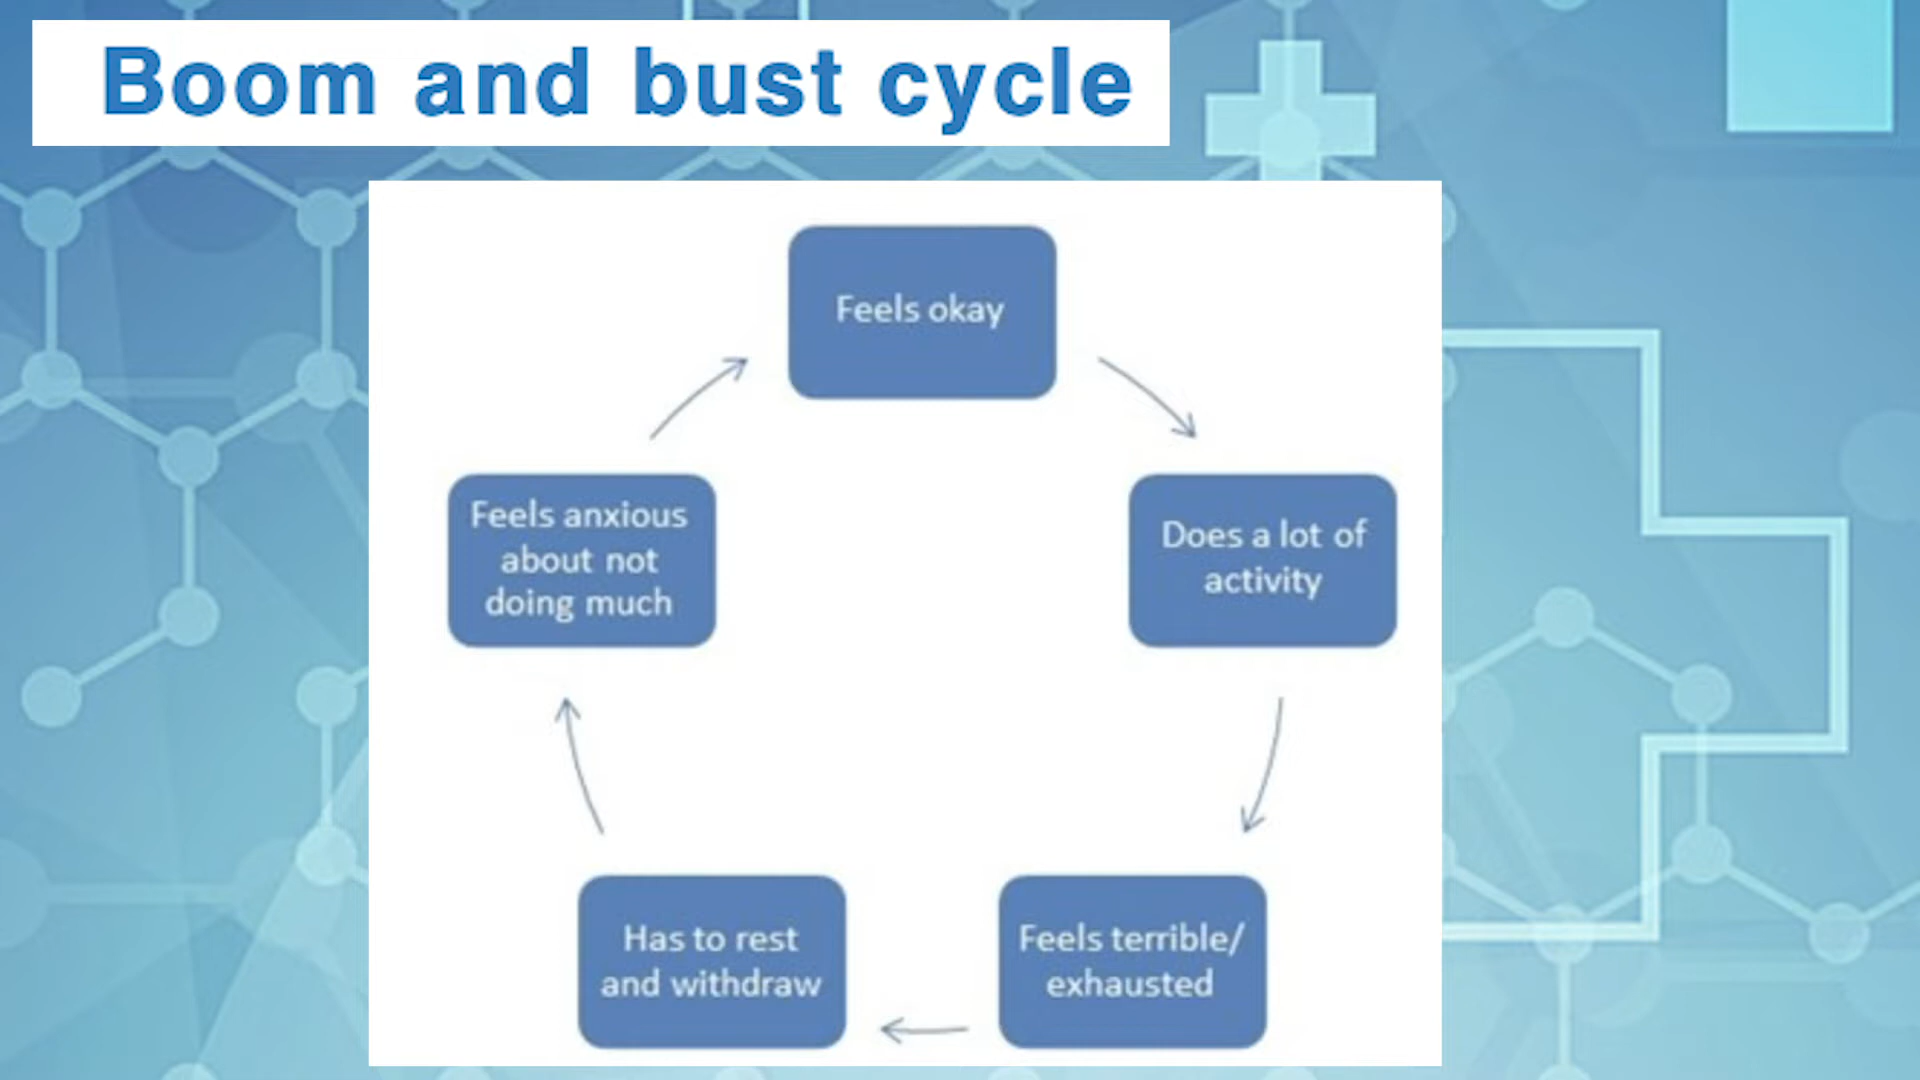 Boom and bust cycle
Feels okay
Does a lot of
activity
Feels terrible/
exhausted
Has to rest
and withdraw
Feels anxious
about not
doing much